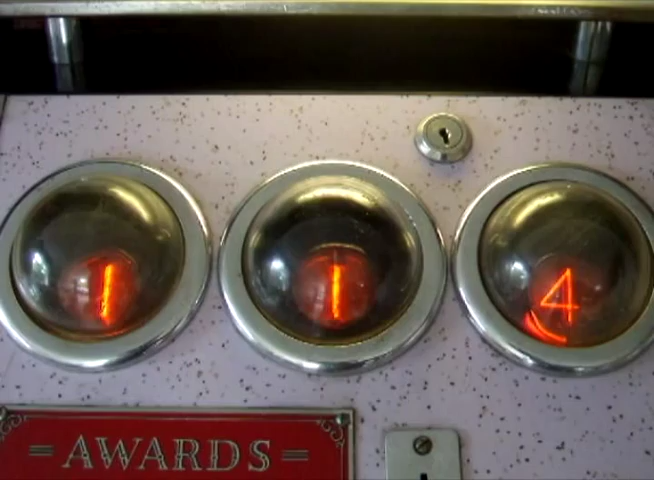 1 1 4
= AWARDS =